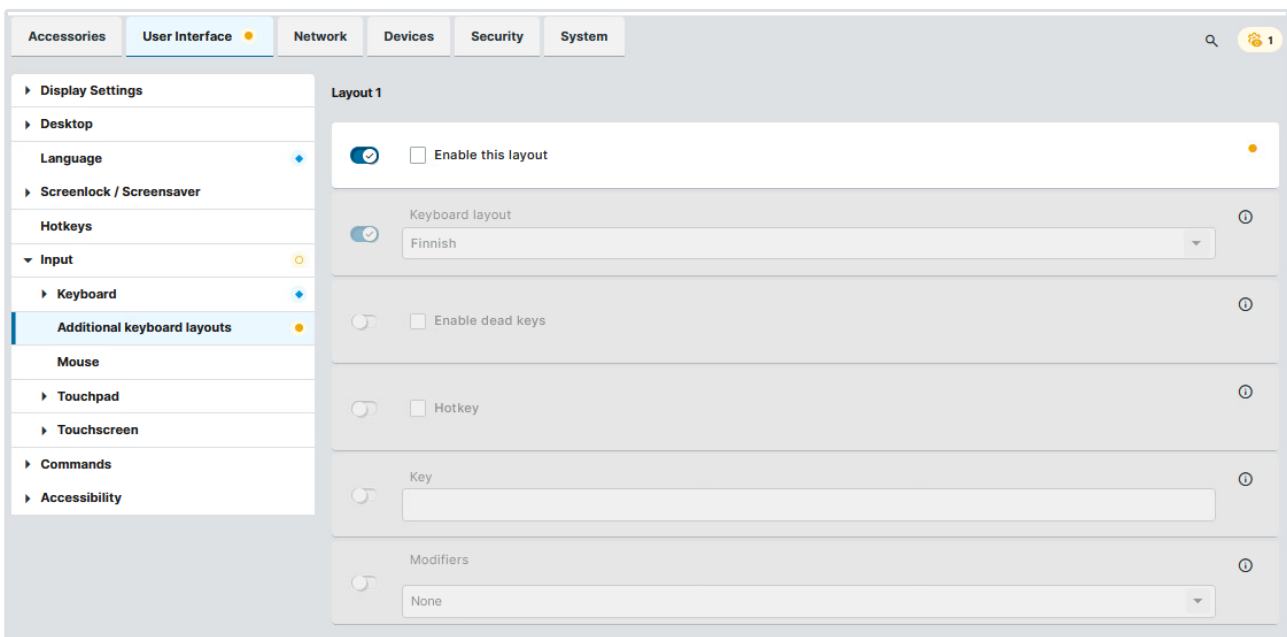 Accessories User Interface Network Devices Security System 1
Display Settings
Desktop
Language
Screenlock / Screensaver
Hotkeys
Input
Keyboard
Additional keyboard layouts
Mouse
Touchpad
Touchscreen
Commands
Accessibility
Layout 1
Enable this layout
Keyboard layout
Finnish
Enable dead keys
Hotkey
Key
Modifiers
None